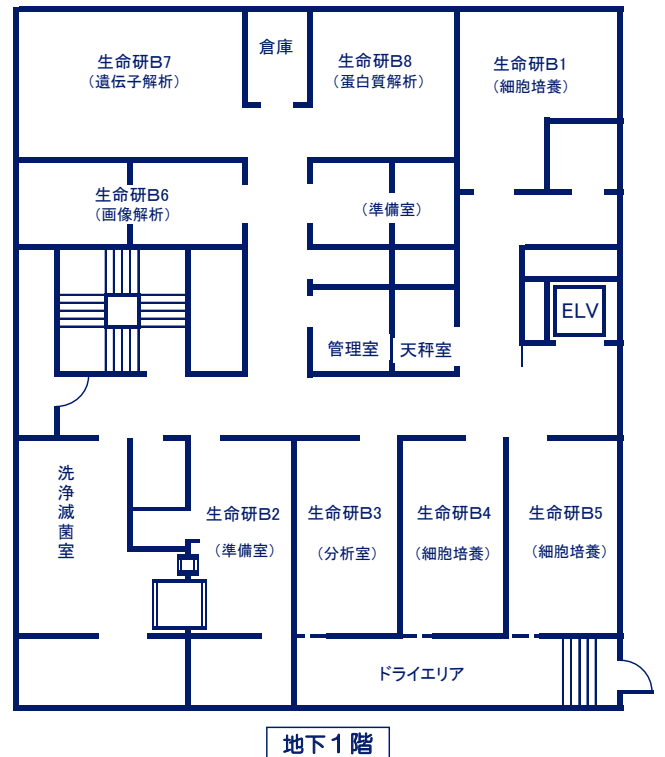 生命研B7
（遺伝子解析）
倉庫
生命研B8
（蛋白質解析）
生命研B1
（細胞培養）
生命研B6
（画像解析）
（準備室）
ELV
管理室
天秤室
洗浄滅菌室
生命研B2
（準備室）
生命研B3
（分析室）
生命研B4
（細胞培養）
生命研B5
（細胞培養）
ドライエリア
地下1階